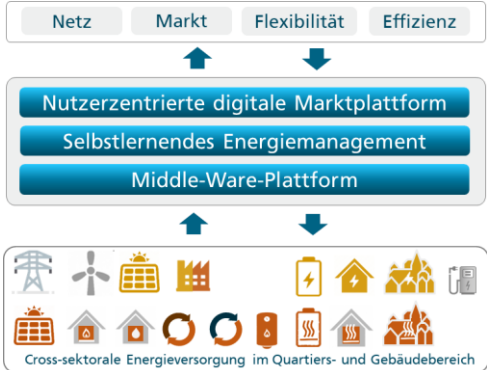 Netz Markt Flexibilität Effizienz
Nutzerzentrierte digitale Marktplattform
Selbstlernendes Energiemanagement
Middle-Ware-Plattform
Cross-sektorale Energieversorgung im Quartiers- und Gebäudebereich